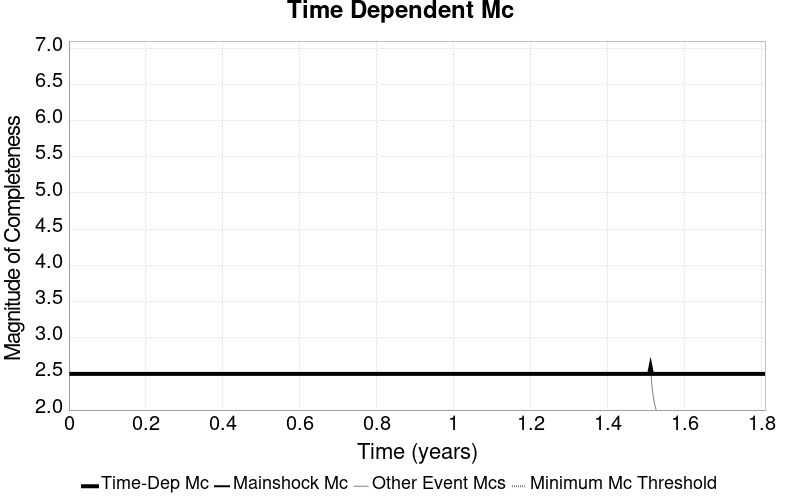 Time Dependent Mc
Magnitude of Completeness
7.0
6.5
6.0
5.5
5.0
4.5
4.0
3.5
3.0
2.5
2.0
0 0.2 0.4 0.6 0.8 1 1.2 1.4 1.6 1.8
Time (years)
Time-Dep Mc Mainshock Mc Other Event Mcs Minimum Mc Threshold